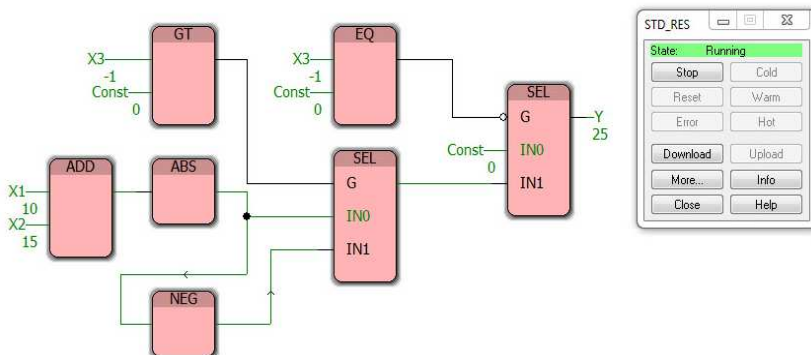 GT
X3
-1
Const
0
EQ
X3
-1
Const
0
SEL
G
Const
IN0
0
IN1
Y
25
ADD
X1
10
X2
15
ABS
SEL
G
IN0
IN1
NEG
STD_RES
State: Running
Stop Cold
Reset Warm
Error Hot
Download Upload
More... Info
Close Help